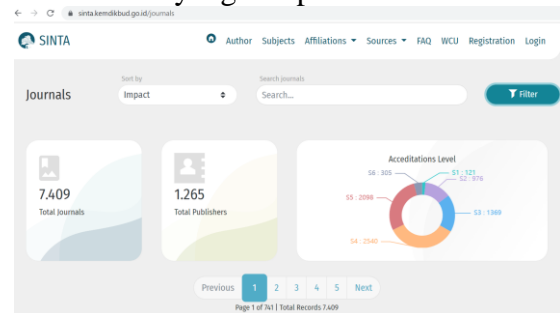 sinta.kemdikbud.go.id/journals
SINTA
Author Subjects Affiliations Sources FAQ WCU Registration Login
Journals
Sort by
Impact
Search journals
Search...
Filter
7.409
Total Journals
1.265
Total Publishers
Acceditations Level
S6 : 305
S1 : 121
S2 : 976
S5 : 2098
S3 : 1369
S4 : 2540
Previous 1 2 3 4 5 Next
Page 1 of 741 | Total Records 7.409